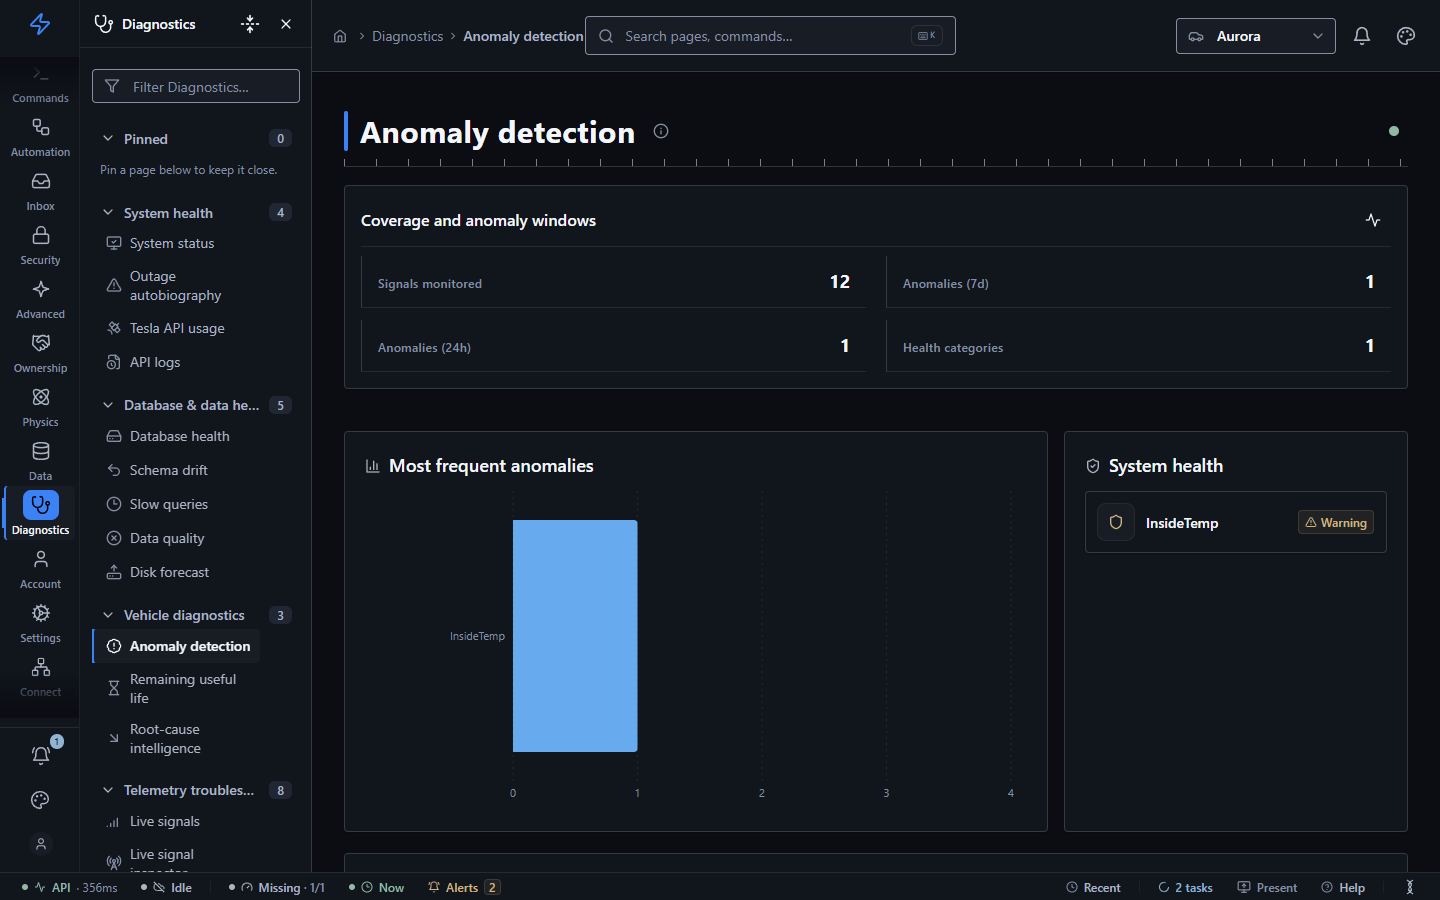 Commands
Automation
Inbox
Security
Advanced
Ownership
Physics
Data
Diagnostics
Account
Settings
Connect
1
Diagnostics
Filter Diagnostics...
Pinned 0
Pin a page below to keep it close.
System health 4
System status
Outage
autobiography
Tesla API usage
API logs
Database & data he... 5
Database health
Schema drift
Slow queries
Data quality
Disk forecast
Vehicle diagnostics 3
Anomaly detection
Remaining useful
life
Root-cause
intelligence
Telemetry troubles... 8
Live signals
Live signal
inspector
Diagnostics Anomaly detection
Search pages, commands... K
Aurora
Anomaly detection
Coverage and anomaly windows
Signals monitored 12
Anomalies (7d) 1
Anomalies (24h) 1
Health categories 1
Most frequent anomalies
InsideTemp
0 1 2 3 4
System health
InsideTemp Warning
API · 356ms Idle Missing · 1/1 Now Alerts 2 Recent 2 tasks Present Help